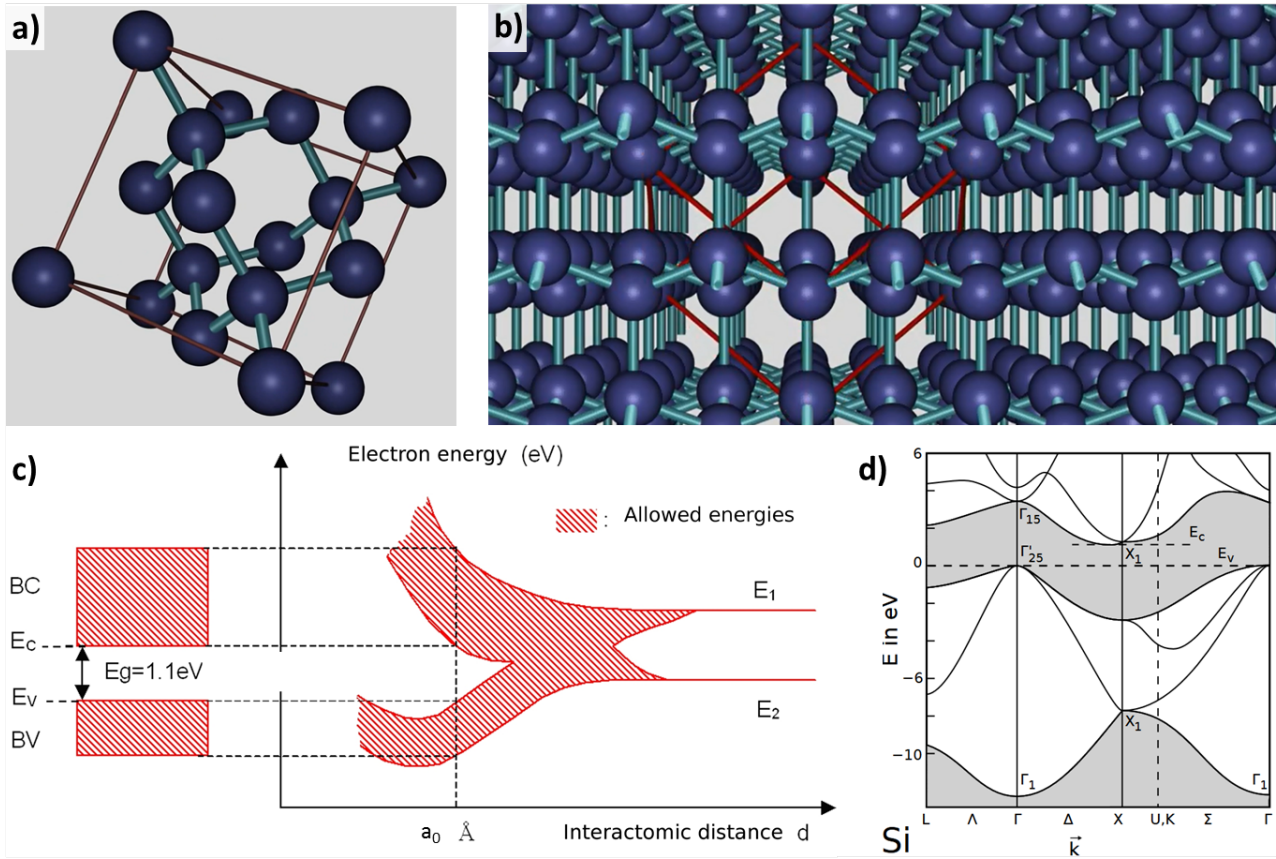 a)
b)
c)
Electron energy (eV)
: Allowed energies
BC
Ec
Eg=1.1eV
Ev
BV
E1
E2
a0 Å
Interactomic distance d
d)
6
0
−6
−10
E in eV
Γ15
Γ'25
X1
Ec
Ev
X1
Γ1
Γ1
L Λ Γ Δ X U,K Σ Γ
Si
k